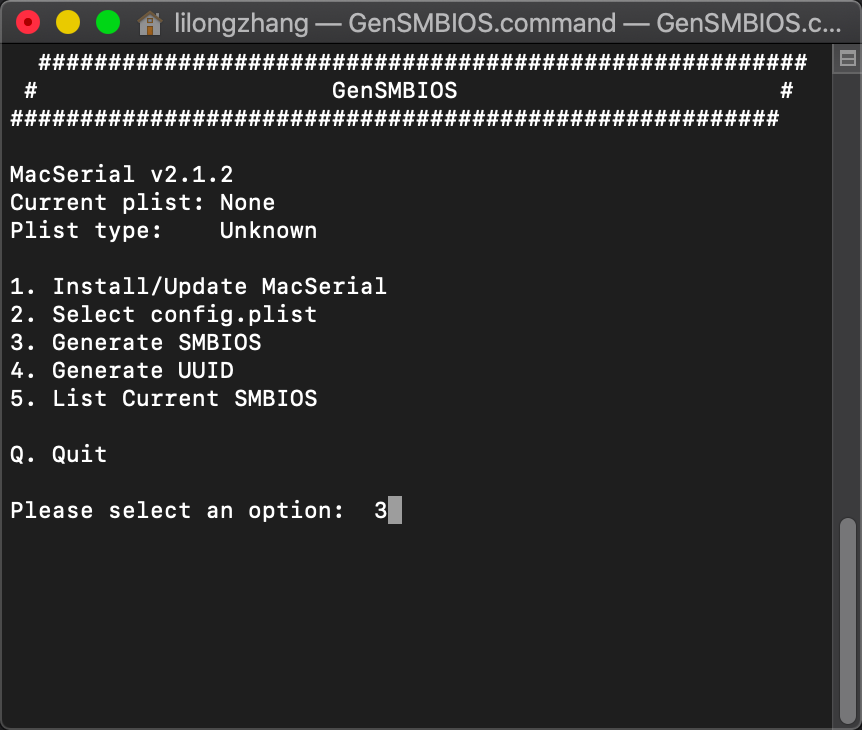 lilongzhang — GenSMBIOS.command — GenSMBIOS.c...
#######################################################
# GenSMBIOS #
#######################################################
MacSerial v2.1.2
Current plist: None
Plist type: Unknown
1. Install/Update MacSerial
2. Select config.plist
3. Generate SMBIOS
4. Generate UUID
5. List Current SMBIOS
Q. Quit
Please select an option: 3